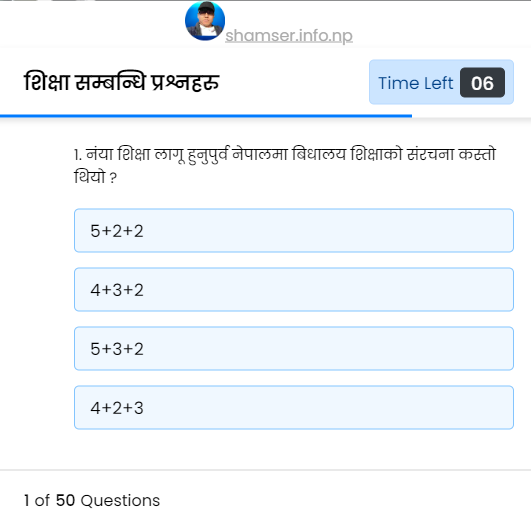 shamser.info.np
शिक्षा सम्बन्धि प्रश्नहरु
Time Left 06
१. नंया शिक्षा लागू हुनुपुर्व नेपालमा बिधालय शिक्षाको संरचना कस्तो
थियो ?
5+2+2
4+3+2
5+3+2
4+2+3
1 of 50 Questions